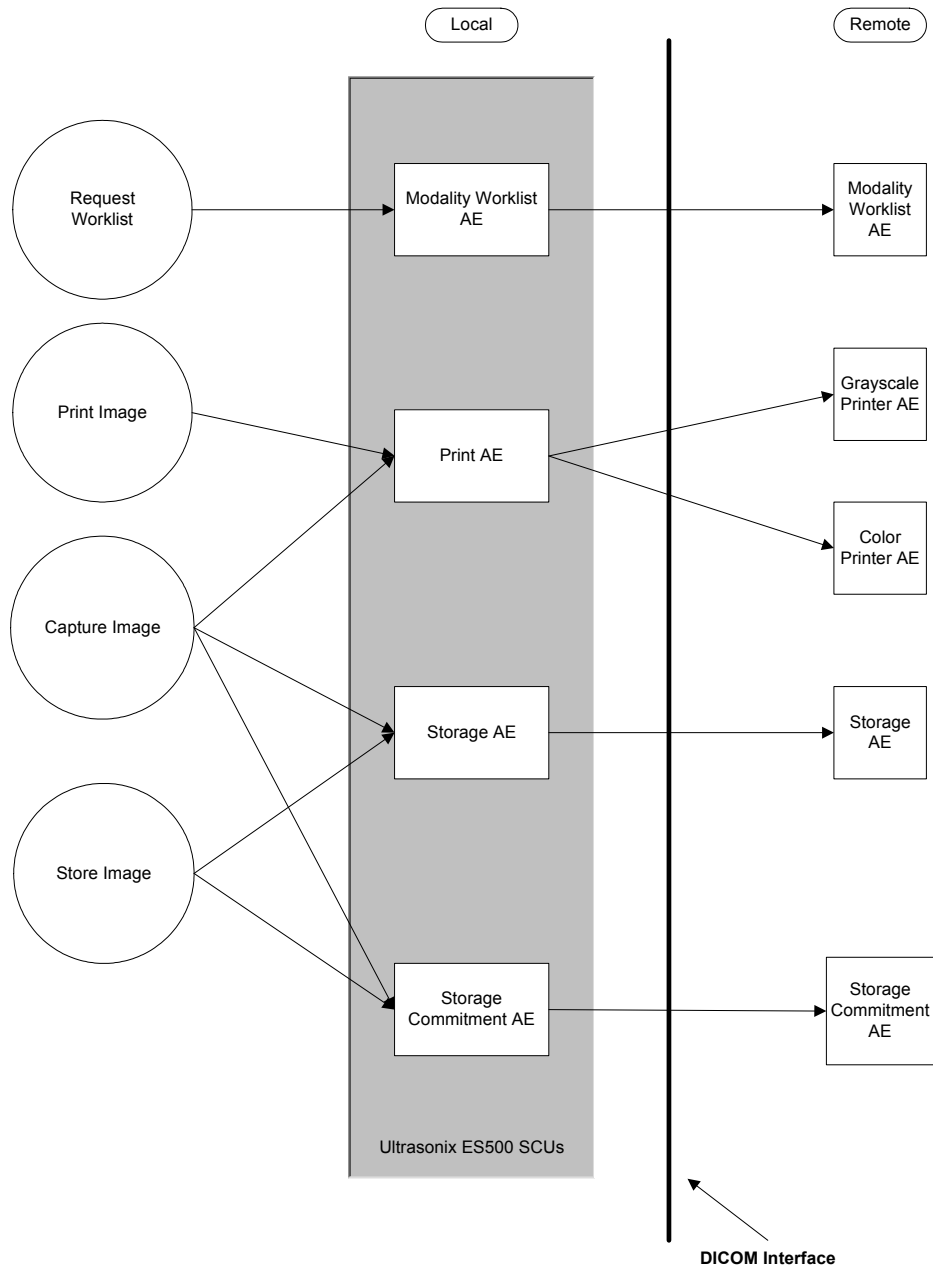 Local
Remote
Request
Worklist
Modality Worklist
AE
Modality
Worklist
AE
Print Image
Print AE
Grayscale
Printer AE
Color
Printer AE
Capture Image
Storage AE
Storage
AE
Store Image
Storage
Commitment AE
Storage
Commitment
AE
Ultrasonix ES500 SCUs
DICOM Interface